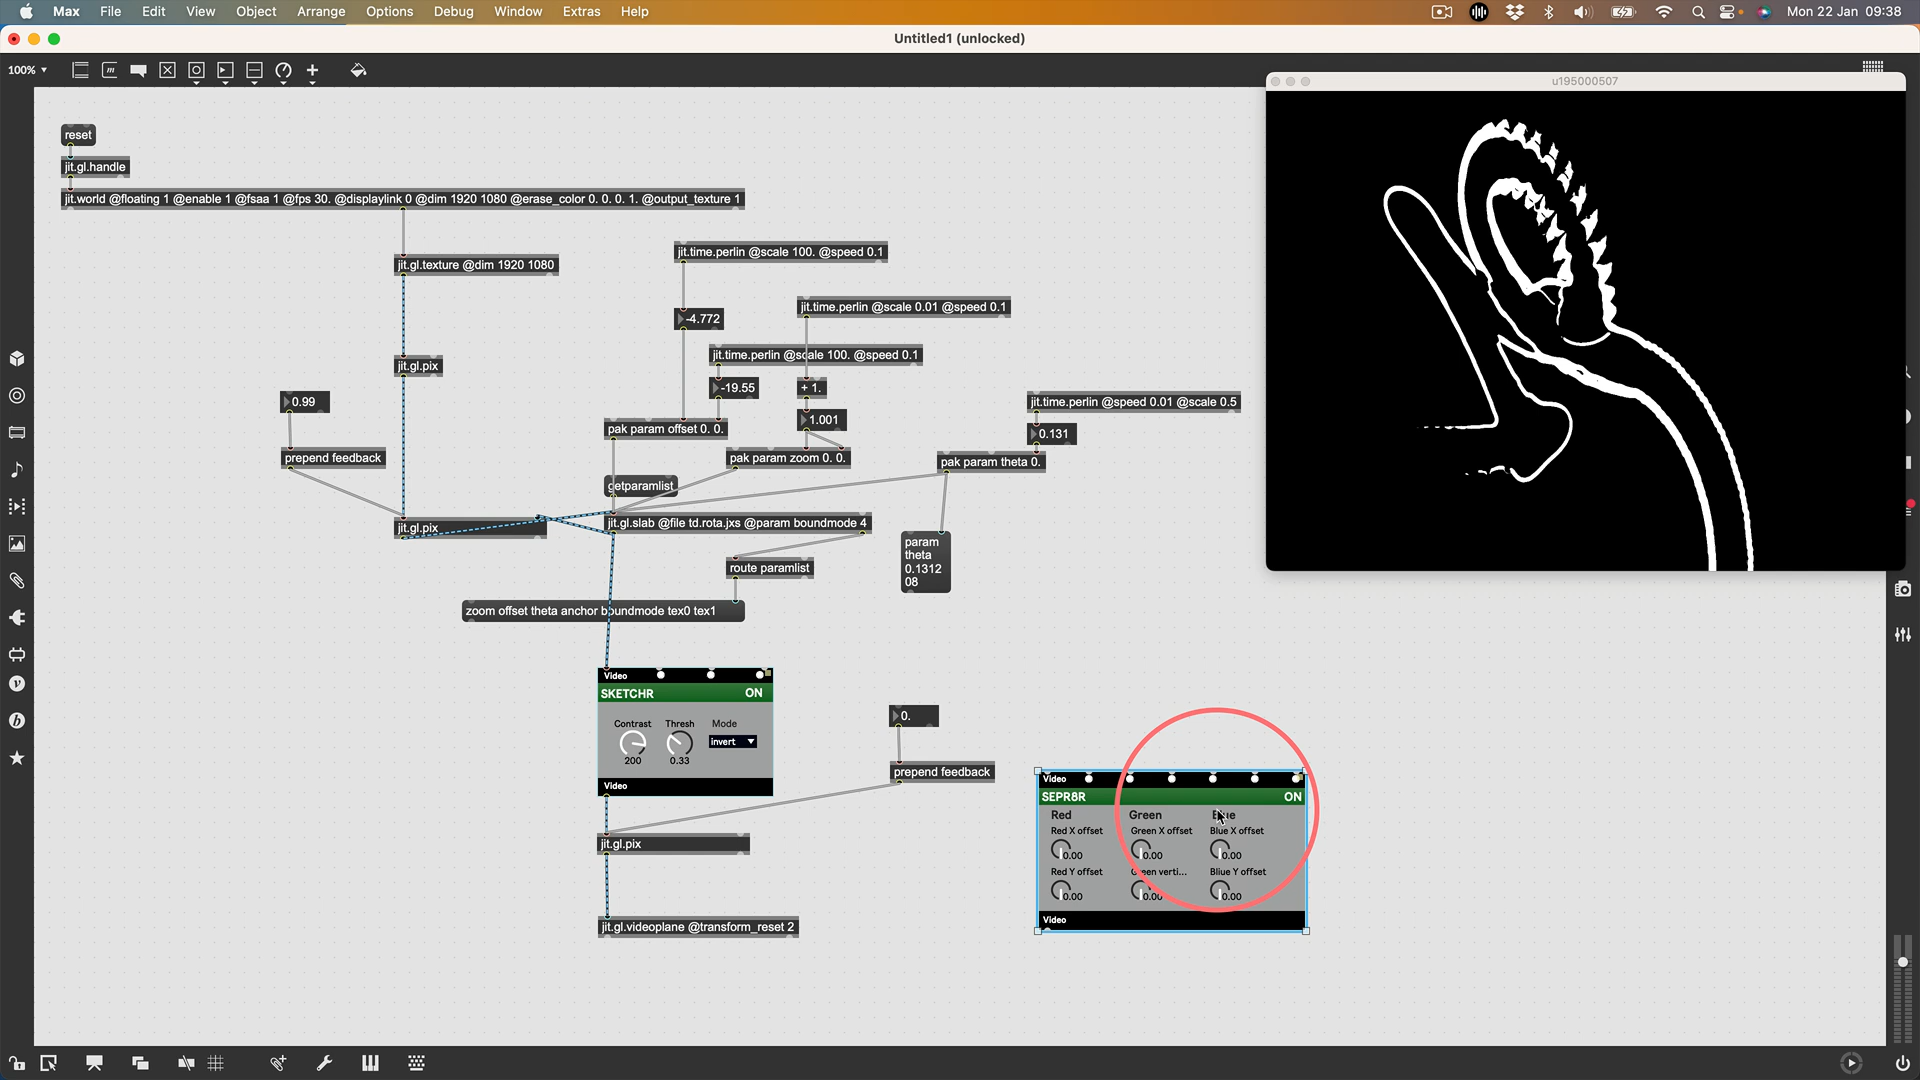 Max File Edit View Object Arrange Options Debug Window Extras Help
Mon 22 Jan 09:38
Untitled1 (unlocked)
100%
u195000507
reset
jit.gl.handle
jit.world @floating 1 @enable 1 @fsaa 1 @fps 30. @displaylink 0 @dim 1920 1080 @erase_color 0. 0. 0. 1. @output_texture 1
jit.time.perlin @scale 100. @speed 0.1
jit.gl.texture @dim 1920 1080
jit.time.perlin @scale 0.01 @speed 0.1
-4.772
jit.time.perlin @scale 100. @speed 0.1
jit.gl.pix
-19.55
+ 1.
0.99
jit.time.perlin @speed 0.01 @scale 0.5
1.001
pak param offset 0. 0.
0.131
prepend feedback
pak param zoom 0. 0.
pak param theta 0.
getparamlist
jit.gl.pix
jit.gl.slab @file td.rota.jxs @param boundmode 4
param
theta
0.1312
08
route paramlist
zoom offset theta anchor boundmode tex0 tex1
Video
SKETCHR ON
Contrast Thresh Mode
invert
200 0.33
Video
0.
prepend feedback
Video
SEPR8R ON
Red Green Blue
Red X offset Green X offset Blue X offset
0.00 0.00 0.00
Red Y offset Green verti... Bliue Y offset
0.00 0.00 0.00
Video
jit.gl.pix
jit.gl.videoplane @transform_reset 2